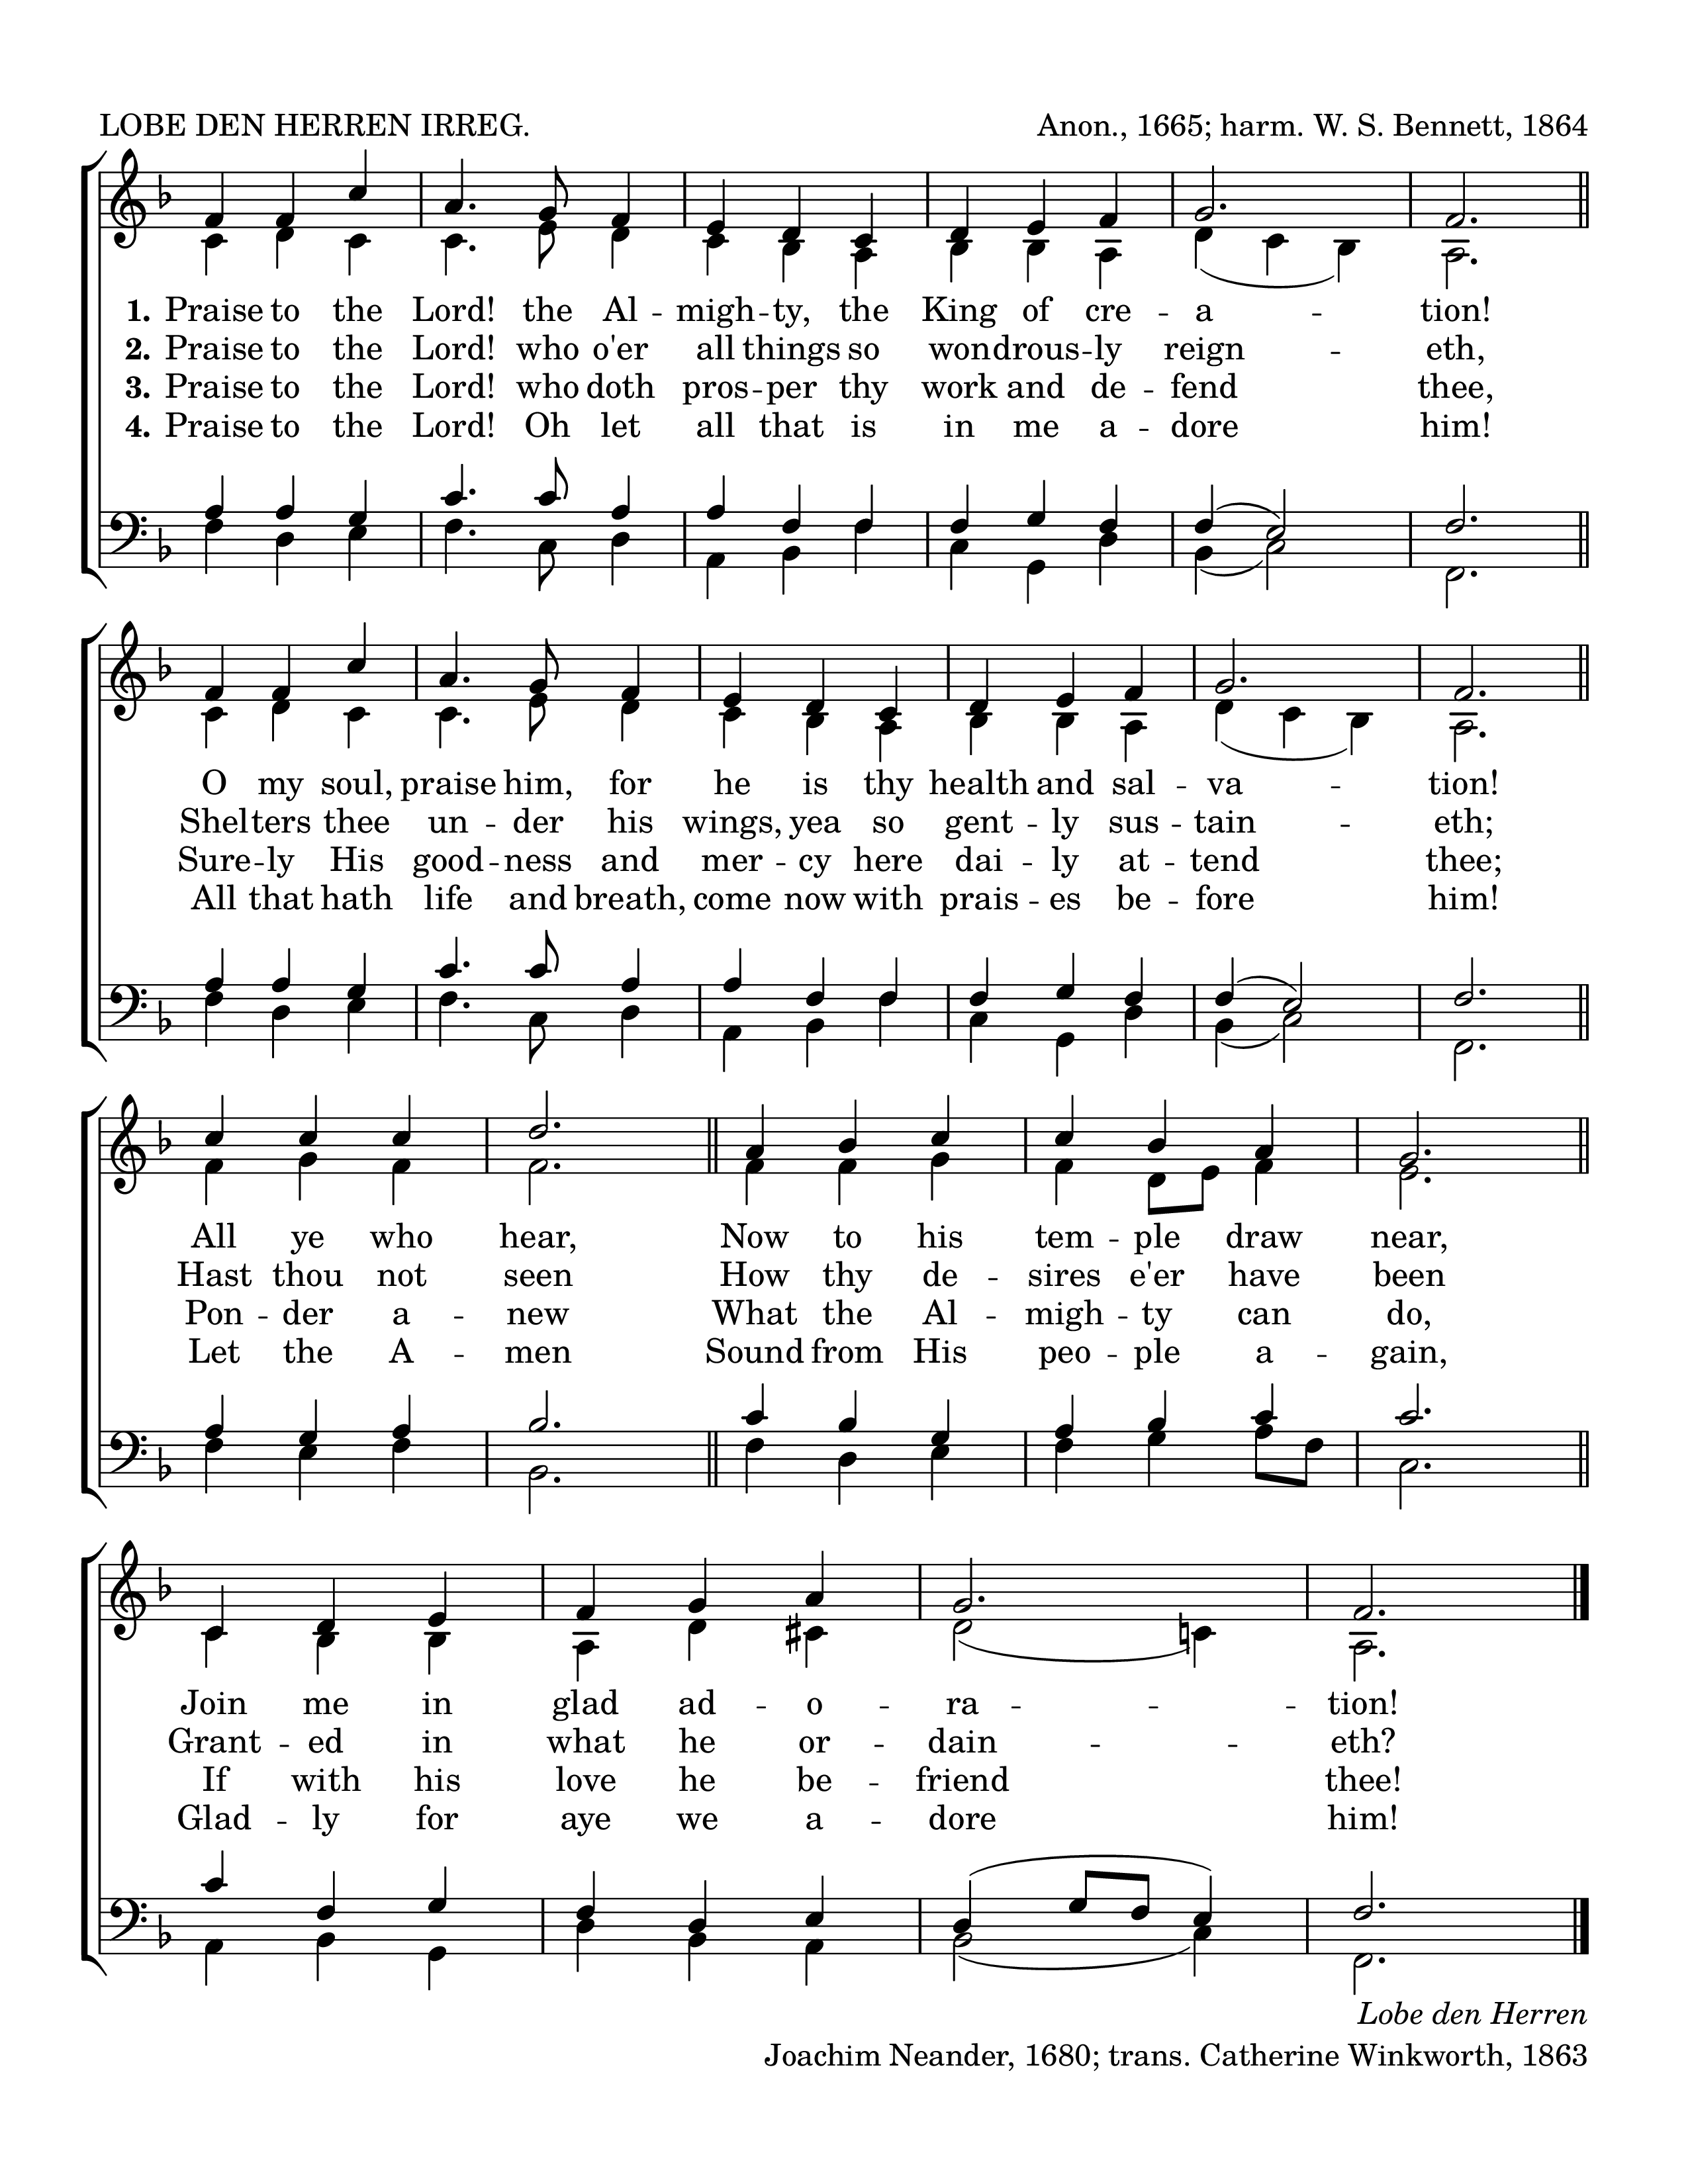 LOBE DEN HERREN IRREG.
Anon., 1665; harm. W. S. Bennett, 1864
1. Praise to the Lord! the Al -- migh -- ty, the King of cre -- a -- tion!
2. Praise to the Lord! who o'er all things so wondrous -- ly reign -- eth,
3. Praise to the Lord! who doth pros -- per thy work and de -- fend thee,
4. Praise to the Lord! Oh let all that is in me a -- dore him!
O my soul, praise him, for he is thy health and sal -- va -- tion!
Shelters thee un -- der his wings, yea so gent -- ly sus -- tain -- eth;
Sure -- ly His good -- ness and mer -- cy here dai -- ly at -- tend thee;
All that hath life and breath, come now with prais -- es be -- fore him!
All ye who hear, Now to his tem -- ple draw near,
Hast thou not seen How thy de -- sires e'er have been
Pon -- der a -- new What the Al -- migh -- ty can do,
Let the A -- men Sound from His peo -- ple a -- gain,
Join me in glad ad -- o -- ra -- tion!
Grant -- ed in what he or -- dain -- eth?
If with his love he be -- friend thee!
Glad -- ly for aye we a -- dore him!
Lobe den Herren
Joachim Neander, 1680; trans. Catherine Winkworth, 1863